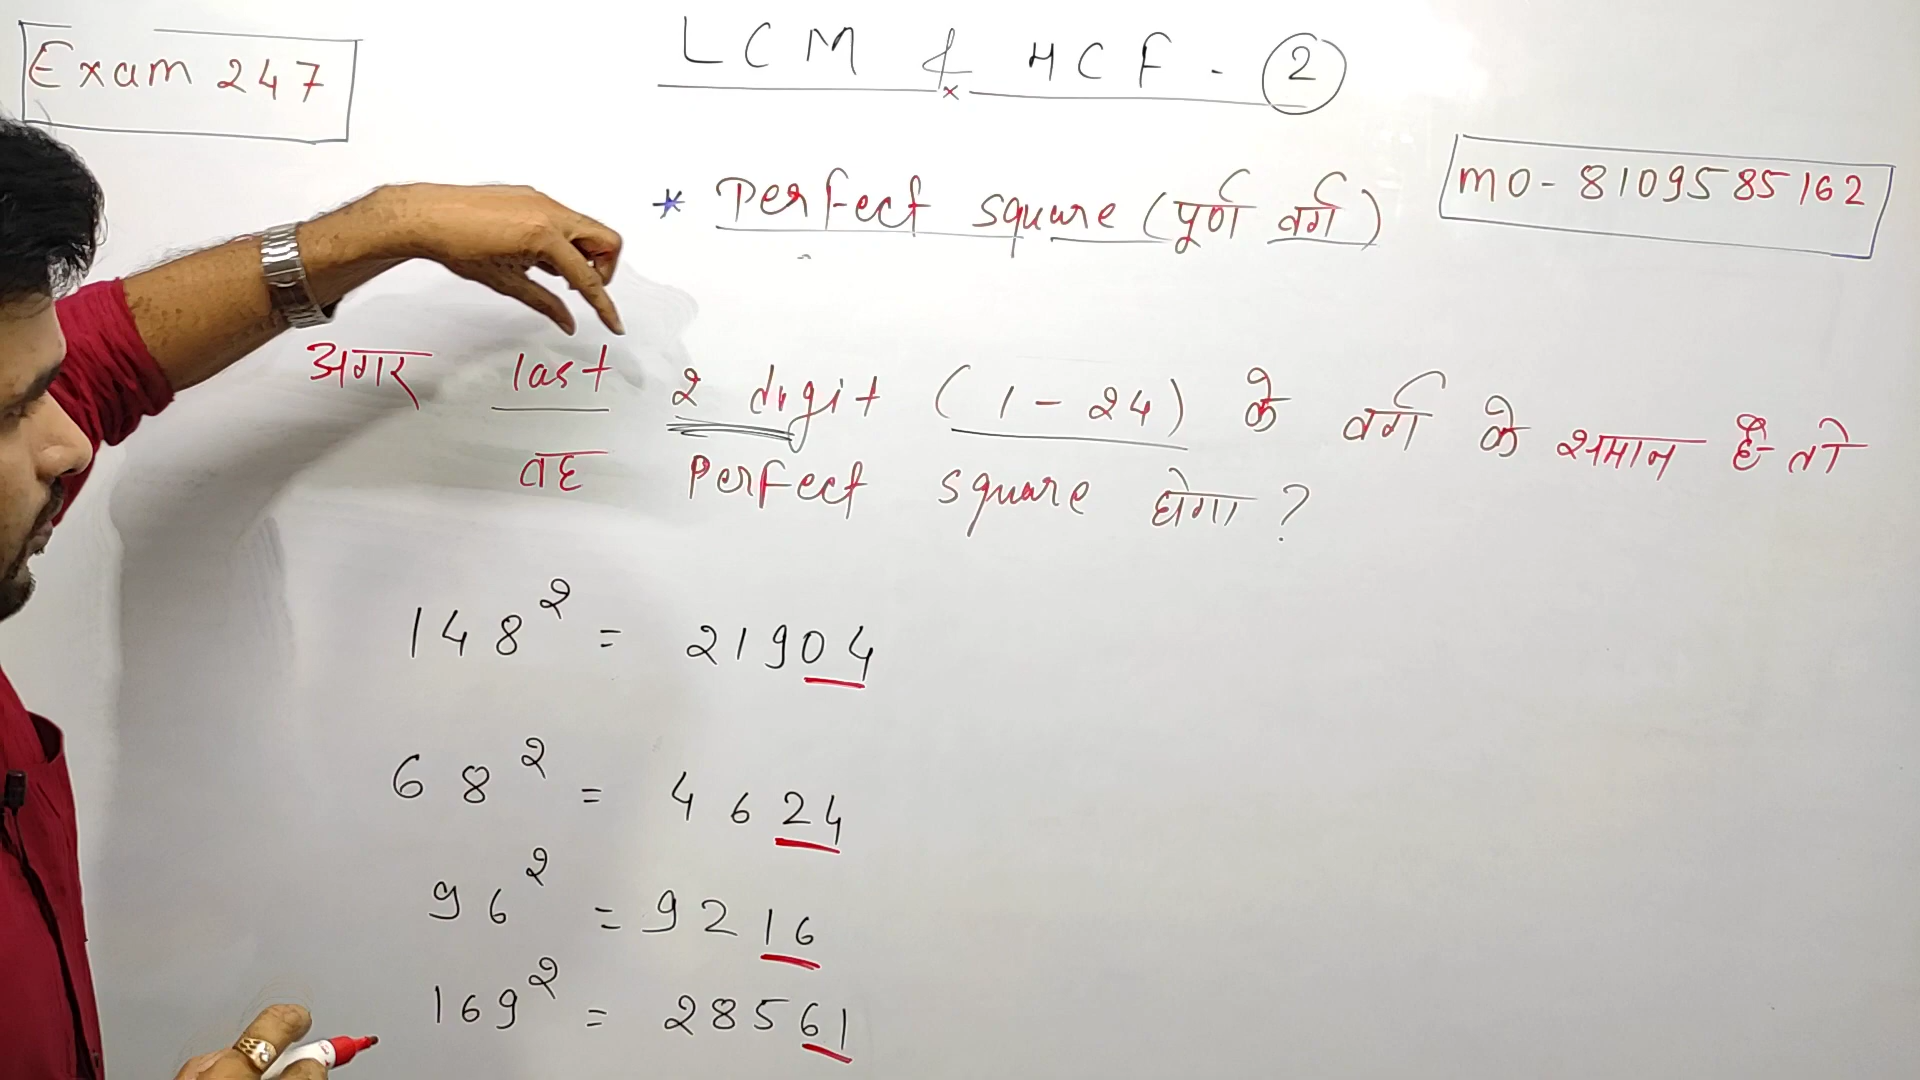 Exam 247
LCM & HCF - 2
* Perfect square (पूर्ण वर्ग)
MO - 8109585162
अगर last 2 digit (1 - 24) के वर्ग के समान है तो
वह Perfect square होगा ?
148² = 21904
68² = 4624
96² = 9216
169² = 28561